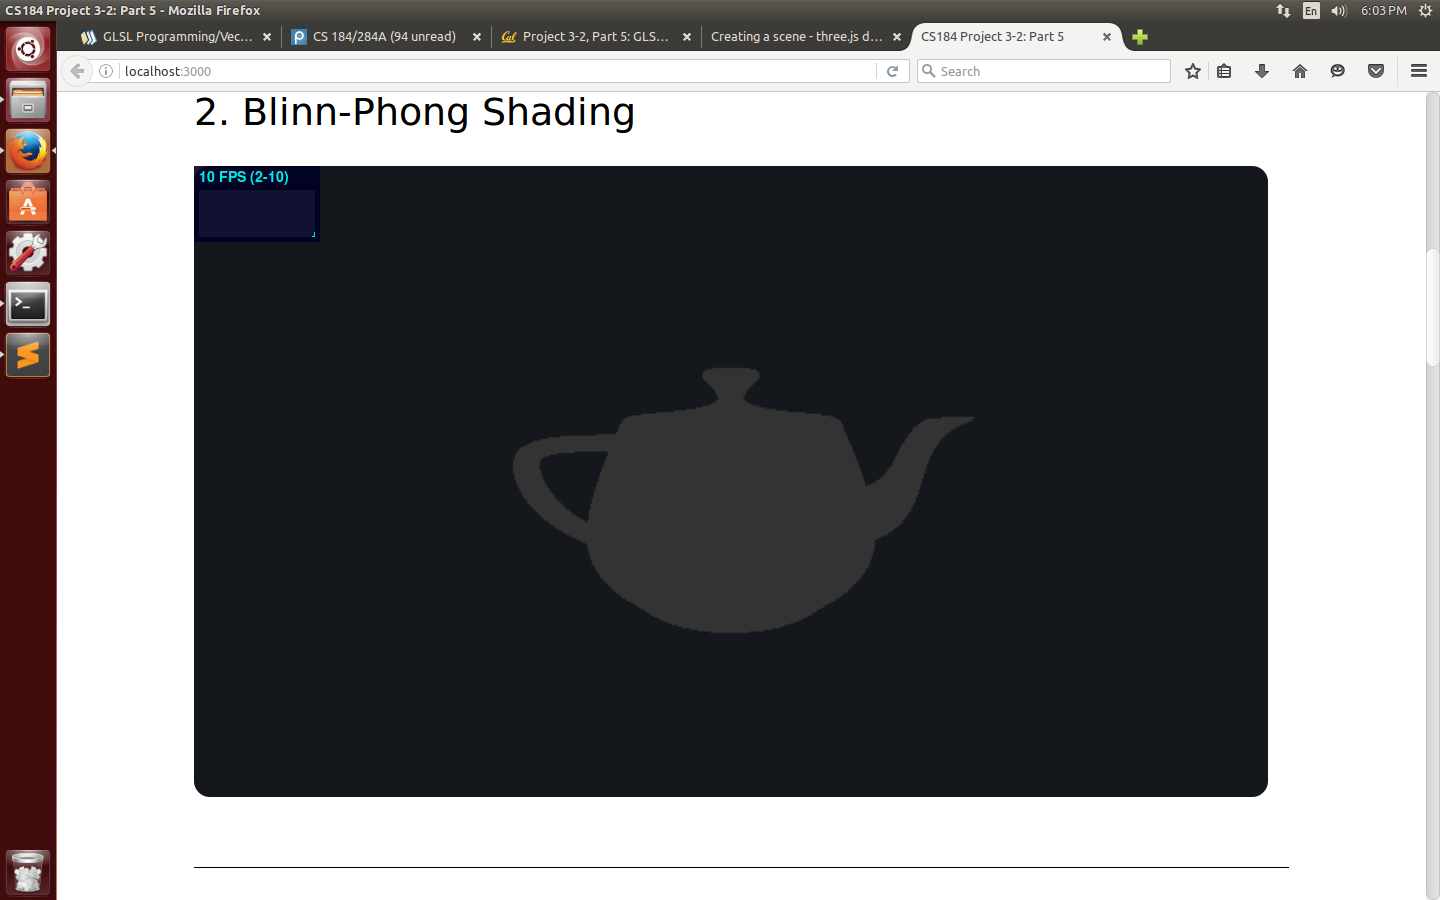 CS184 Project 3-2: Part 5 - Mozilla Firefox
En
6:03 PM
GLSL Programming/Vec...
CS 184/284A (94 unread)
Cal
Project 3-2, Part 5: GLS...
Creating a scene - three.js d...
CS184 Project 3-2: Part 5
localhost:3000
Search
2. Blinn-Phong Shading
10 FPS (2-10)